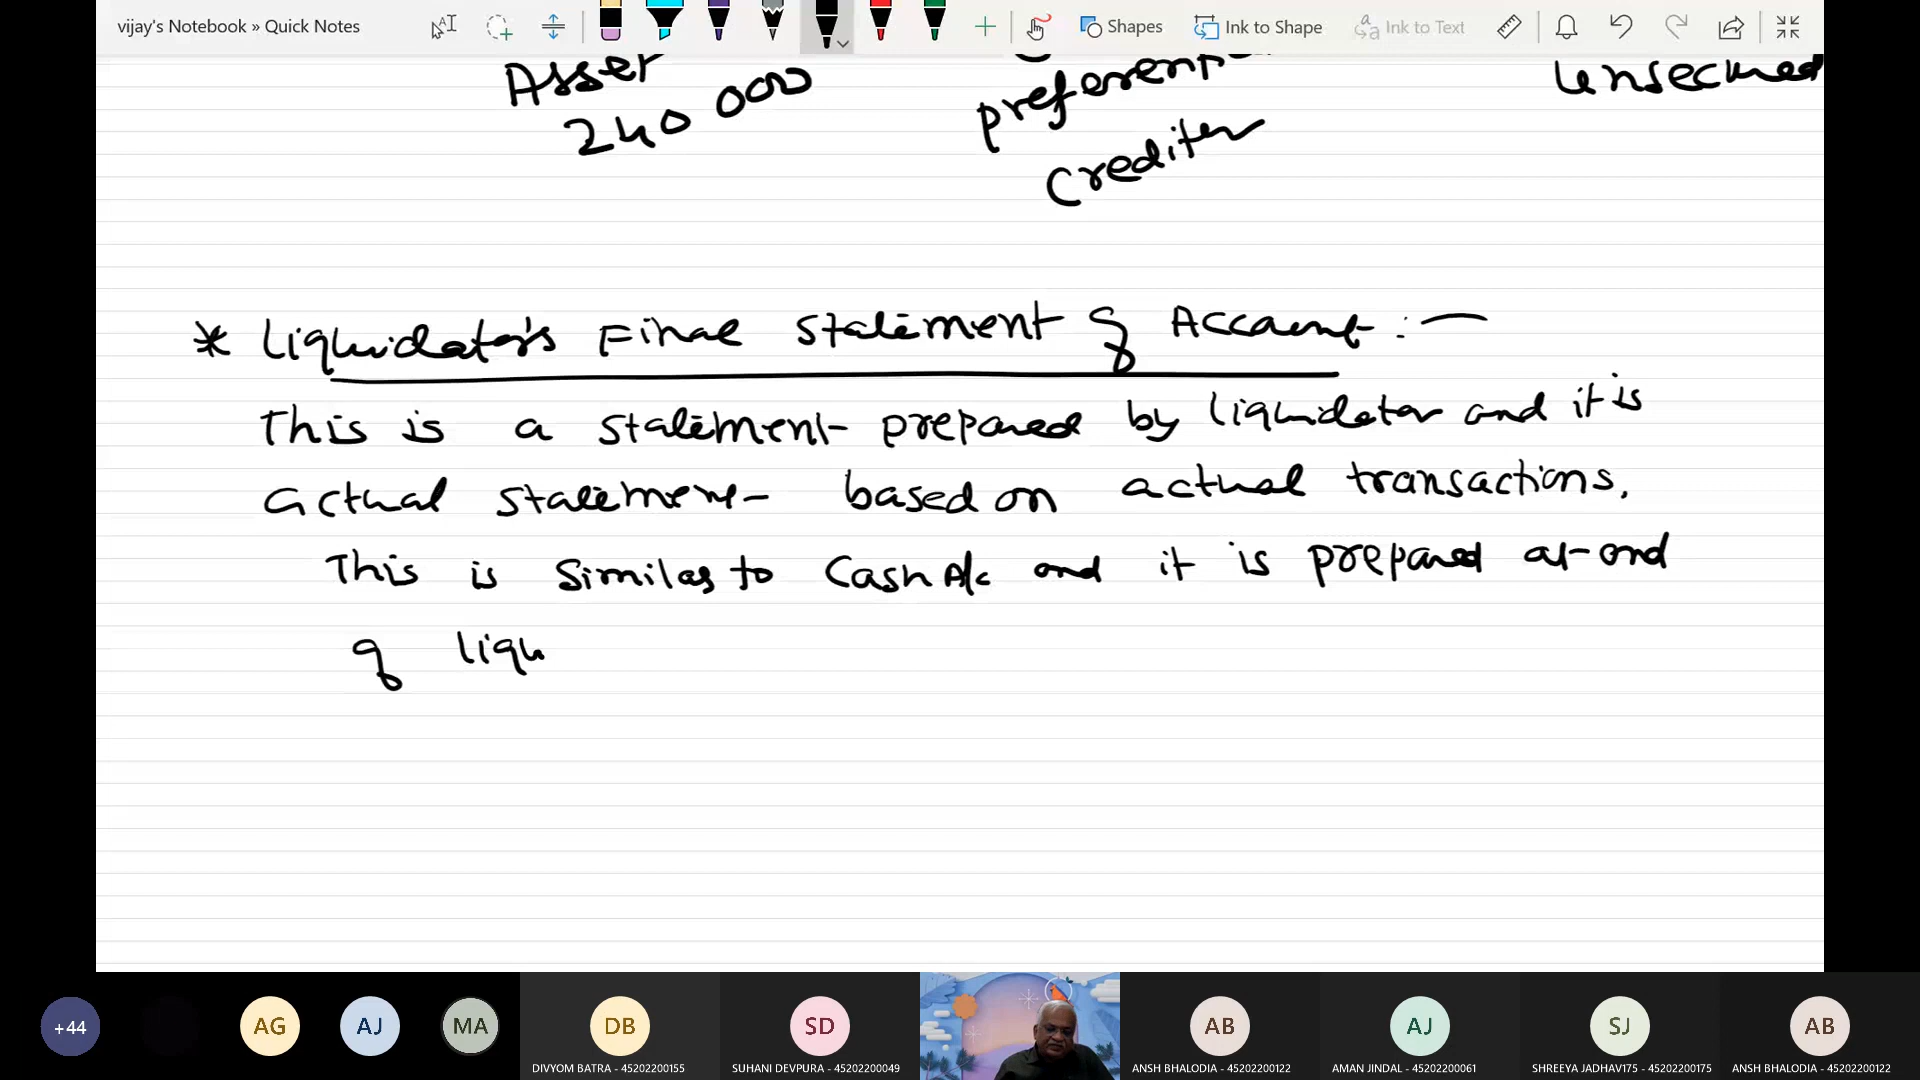 vijay's Notebook » Quick Notes
Shapes
Ink to Shape
Ink to Text
Asset
240 000
Creditor
unsecured
* Liquidator's Final Statement of Account :—
This is a statement prepared by liquidator and it is
actual statement based on actual transactions.
This is similar to Cash A/c and it is prepared at end
of liqu
+44
AG
AJ
MA
DB
SD
AB
AJ
SJ
AB
DIVYOM BATRA - 45202200155
SUHANI DEVPURA - 45202200049
ANSH BHALODIA - 45202200122
AMAN JINDAL - 45202200061
SHREEYA JADHAV175 - 45202200175
ANSH BHALODIA - 45202200122